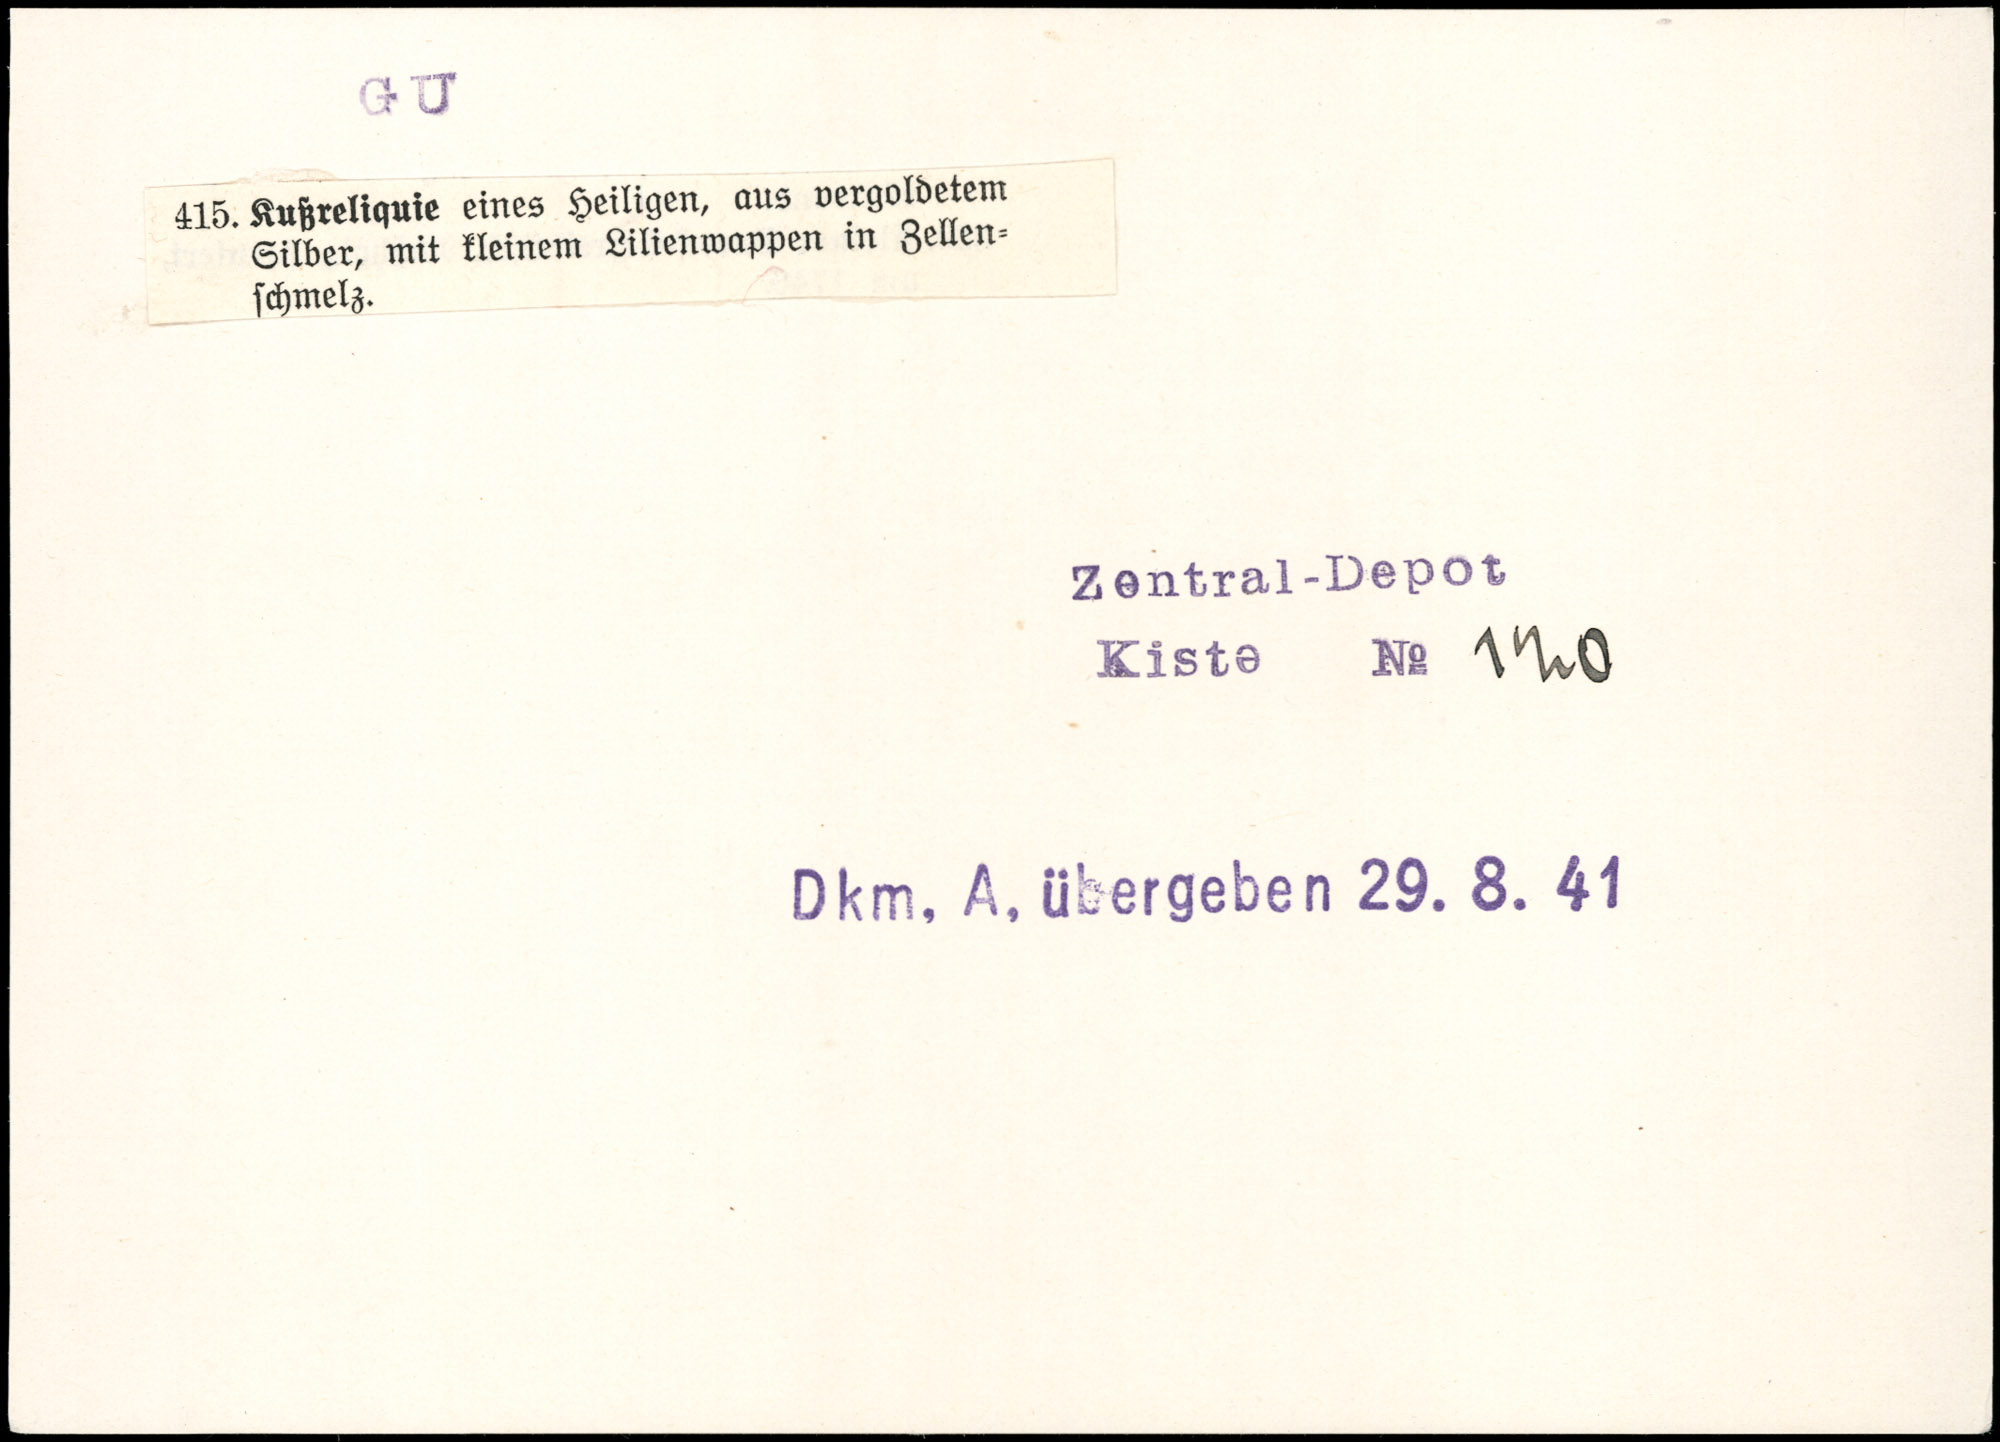 GU
415. Kußreliquie eines Heiligen, aus vergoldetem
Silber, mit kleinem Lilienwappen in Zellen=
schmelz.
Zentral-Depot
Kiste № 120
Dkm. A. übergeben 29. 8. 41